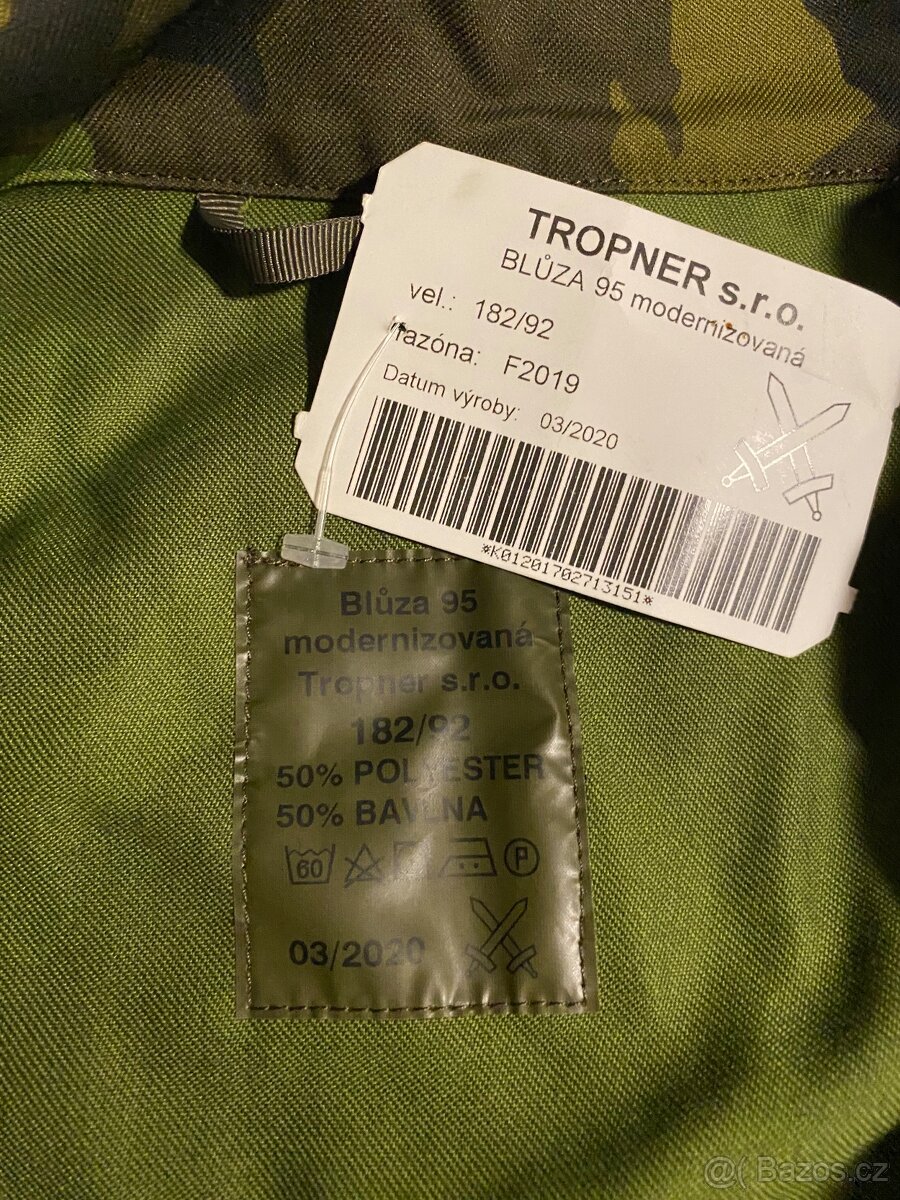 TROPNER s.r.o.
BLŮZA 95 modernizovaná
vel.: 182/92
fazóna: F2019
Datum výroby: 03/2020
*K01201702713151*
Blůza 95
modernizovaná
Tropner s.r.o.
182/92
50% POLYESTER
50% BAVLNA
60 P
03/2020
@ Bazos.cz